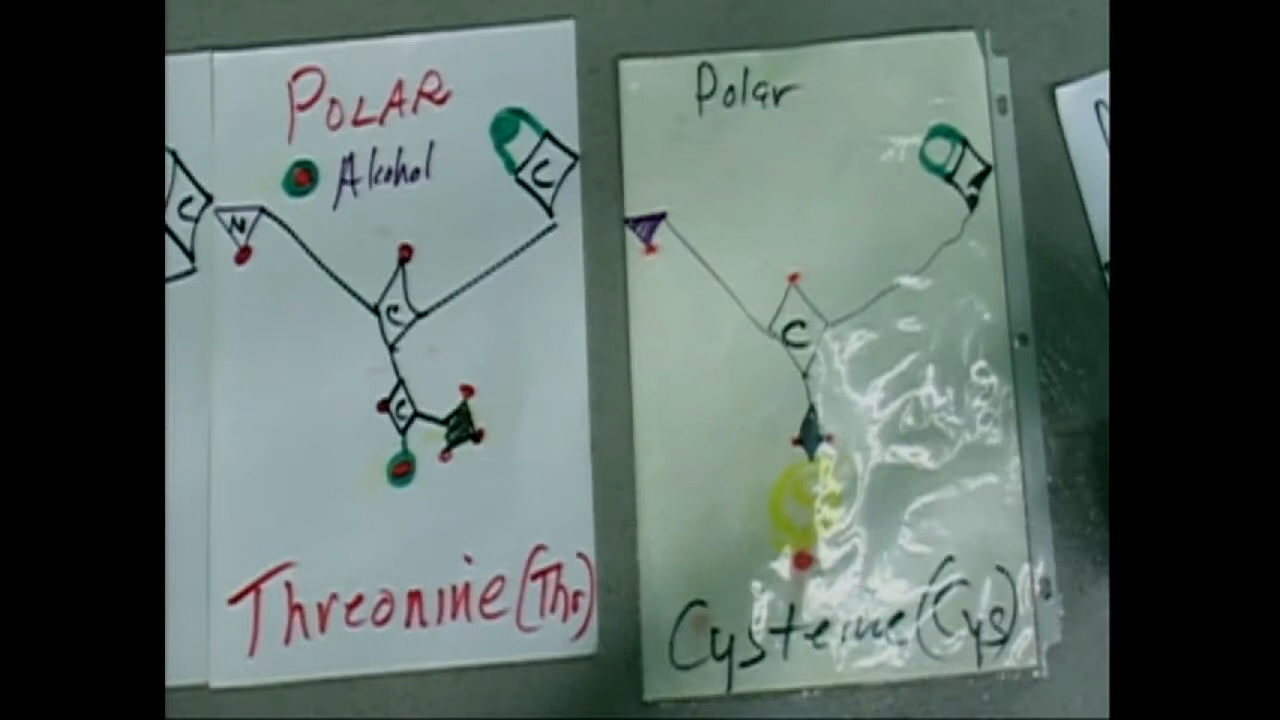 POLAR
Alcohol
C
N
C
C
C
Threonine (Thr)
C
Polar
C
S
Cysteine (Cys)